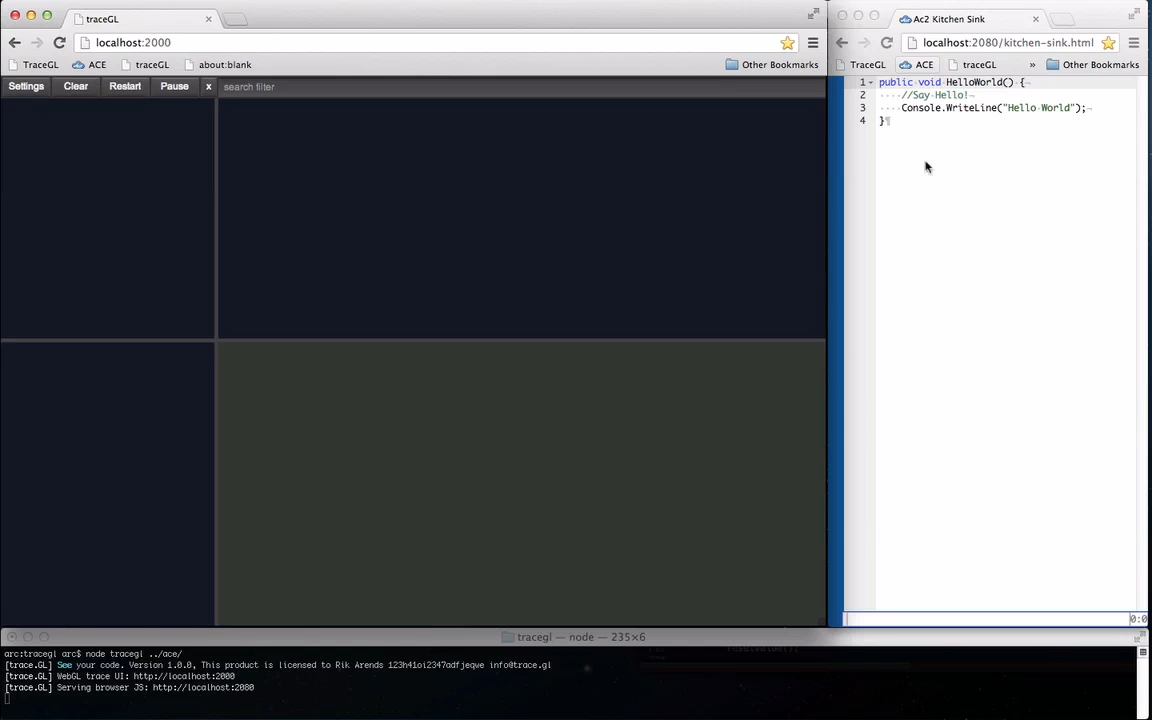 traceGL ×
localhost:2000
TraceGL ACE traceGL about:blank Other Bookmarks
Settings Clear Restart Pause x search filter
Ac2 Kitchen Sink ×
localhost:2080/kitchen-sink.html
TraceGL ACE traceGL » Other Bookmarks
1 public void HelloWorld() {
2 //Say Hello!
3 Console.WriteLine("Hello World");
4 }
0:0
tracegl — node — 235×6
arc:tracegl arc$ node tracegl ../ace/
[trace.GL] See your code. Version 1.0.0, This product is licensed to Rik Arends 123h41oi2347adfjeqwe info@trace.gl
[trace.GL] WebGL trace UI: http://localhost:2000
[trace.GL] Serving browser JS: http://localhost:2080